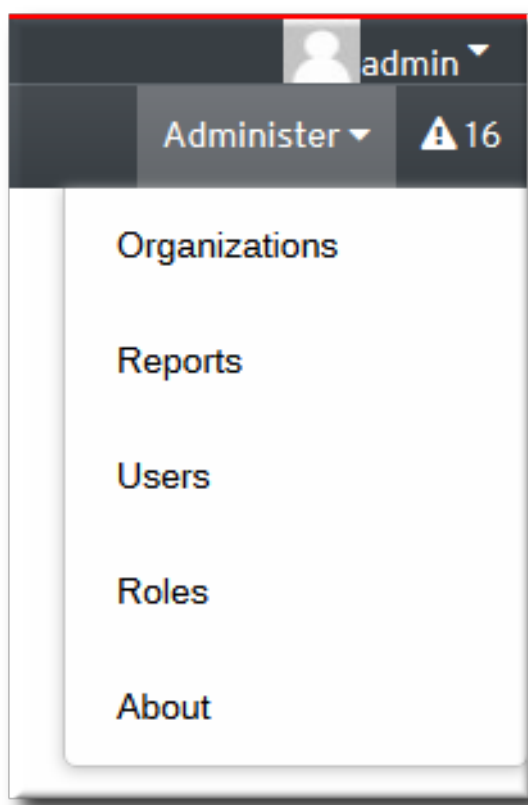 admin
Administer 16
Organizations
Reports
Users
Roles
About